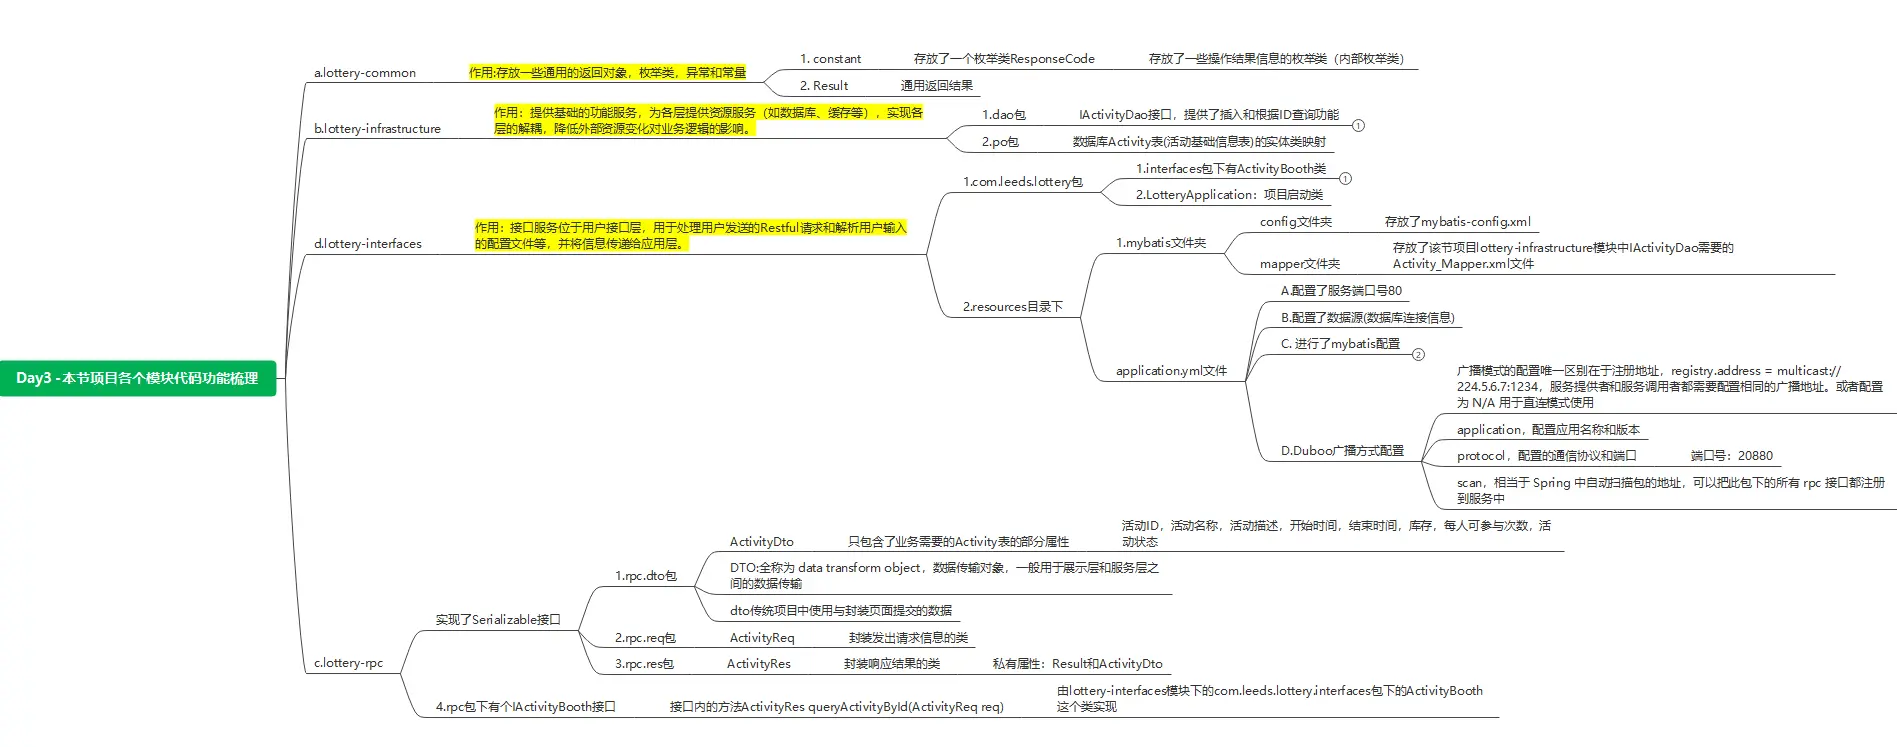 Day3 -本节项目各个模块代码功能梳理
a.lottery-common
作用:存放一些通用的返回对象，枚举类，异常和常量
1. constant
存放了一个枚举类ResponseCode
存放了一些操作结果信息的枚举类（内部枚举类）
2. Result
通用返回结果
b.lottery-infrastructure
作用：提供基础的功能服务，为各层提供资源服务（如数据库、缓存等），实现各
层的解耦，降低外部资源变化对业务逻辑的影响。
1.dao包
IActivityDao接口，提供了插入和根据ID查询功能
1
2.po包
数据库Activity表(活动基础信息表)的实体类映射
d.lottery-interfaces
作用：接口服务位于用户接口层，用于处理用户发送的Restful请求和解析用户输入
的配置文件等，并将信息传递给应用层。
1.com.leeds.lottery包
1.interfaces包下有ActivityBooth类
1
2.LotteryApplication：项目启动类
2.resources目录下
1.mybatis文件夹
config文件夹
存放了mybatis-config.xml
mapper文件夹
存放了该节项目lottery-infrastructure模块中IActivityDao需要的
Activity_Mapper.xml文件
application.yml文件
A.配置了服务端口号80
B.配置了数据源(数据库连接信息)
C. 进行了mybatis配置
2
D.Duboo广播方式配置
广播模式的配置唯一区别在于注册地址，registry.address = multicast://
224.5.6.7:1234，服务提供者和服务调用者都需要配置相同的广播地址。或者配置
为 N/A 用于直连模式使用
application，配置应用名称和版本
protocol，配置的通信协议和端口
端口号：20880
scan，相当于 Spring 中自动扫描包的地址，可以把此包下的所有 rpc 接口都注册
到服务中
c.lottery-rpc
实现了Serializable接口
1.rpc.dto包
ActivityDto
只包含了业务需要的Activity表的部分属性
活动ID，活动名称，活动描述，开始时间，结束时间，库存，每人可参与次数，活
动状态
DTO:全称为 data transform object，数据传输对象，一般用于展示层和服务层之
间的数据传输
dto传统项目中使用与封装页面提交的数据
2.rpc.req包
ActivityReq
封装发出请求信息的类
3.rpc.res包
ActivityRes
封装响应结果的类
私有属性：Result和ActivityDto
4.rpc包下有个IActivityBooth接口
接口内的方法ActivityRes queryActivityById(ActivityReq req)
由lottery-interfaces模块下的com.leeds.lottery.interfaces包下的ActivityBooth
这个类实现